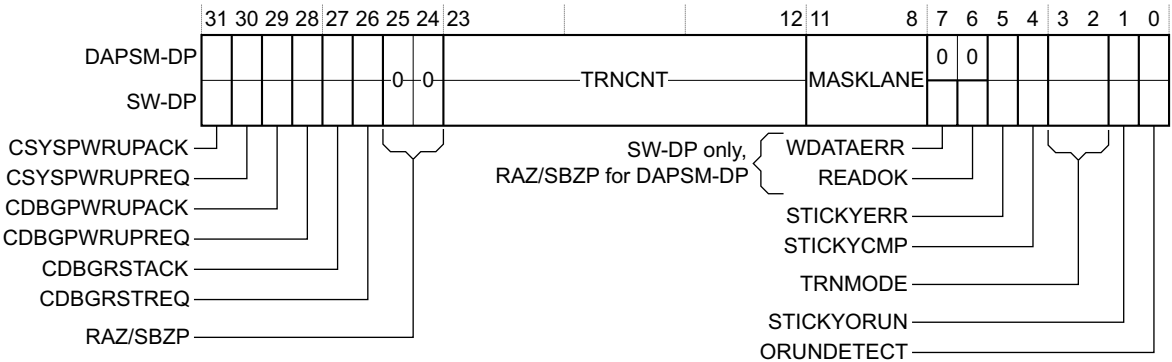 31 30 29 28 27 26 25 24 23 12 11 8 7 6 5 4 3 2 1 0
DAPSM-DP 0 0
0 0 TRNCNT MASKLANE
SW-DP
CSYSPWRUPACK
CSYSPWRUPREQ
CDBGPWRUPACK
CDBGPWRUPREQ
CDBGRSTACK
CDBGRSTREQ
RAZ/SBZP
SW-DP only,
RAZ/SBZP for DAPSM-DP
WDATAERR
READOK
STICKYERR
STICKYCMP
TRNMODE
STICKYORUN
ORUNDETECT